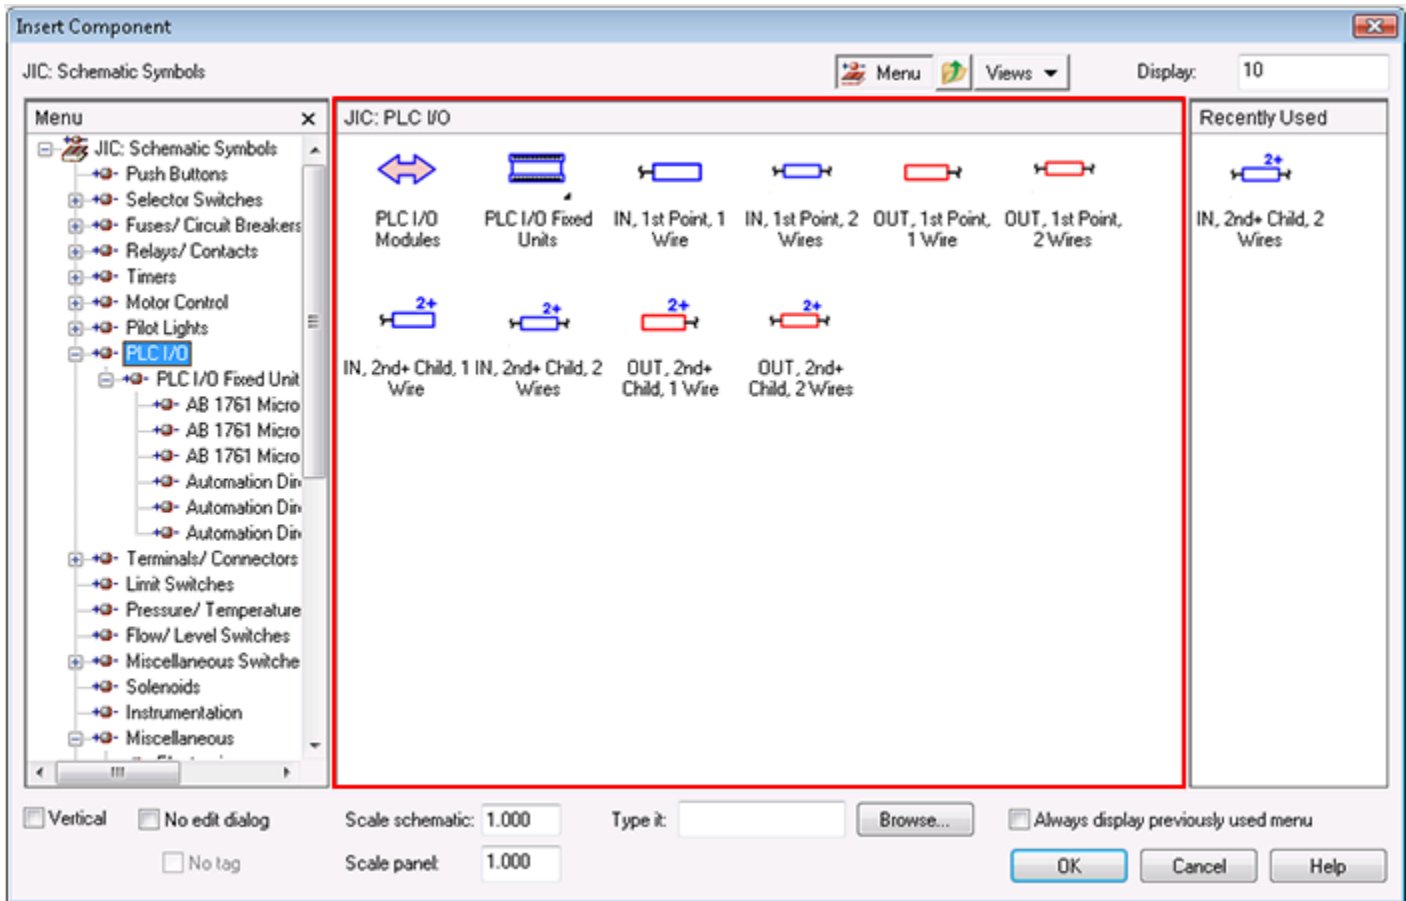 Insert Component
JIC: Schematic Symbols
Menu
Views
Display:
10
Menu
JIC: Schematic Symbols
Push Buttons
Selector Switches
Fuses/ Circuit Breakers
Relays/ Contacts
Timers
Motor Control
Pilot Lights
PLC I/O
PLC I/O Fixed Unit
AB 1761 Micro
AB 1761 Micro
AB 1761 Micro
Automation Dir
Automation Dir
Automation Dir
Terminals/ Connectors
Limit Switches
Pressure/ Temperature
Flow/ Level Switches
Miscellaneous Switche
Solenoids
Instrumentation
Miscellaneous
JIC: PLC I/O
PLC I/O
Modules
PLC I/O Fixed
Units
IN, 1st Point, 1
Wire
IN, 1st Point, 2
Wires
OUT, 1st Point,
1 Wire
OUT, 1st Point,
2 Wires
2+
IN, 2nd+ Child, 1
Wire
2+
IN, 2nd+ Child, 2
Wires
2+
OUT, 2nd+
Child, 1 Wire
2+
OUT, 2nd+
Child, 2 Wires
Recently Used
2+
IN, 2nd+ Child, 2
Wires
Vertical
No edit dialog
No tag
Scale schematic:
1.000
Scale panel:
1.000
Type it:
Browse...
Always display previously used menu
OK
Cancel
Help